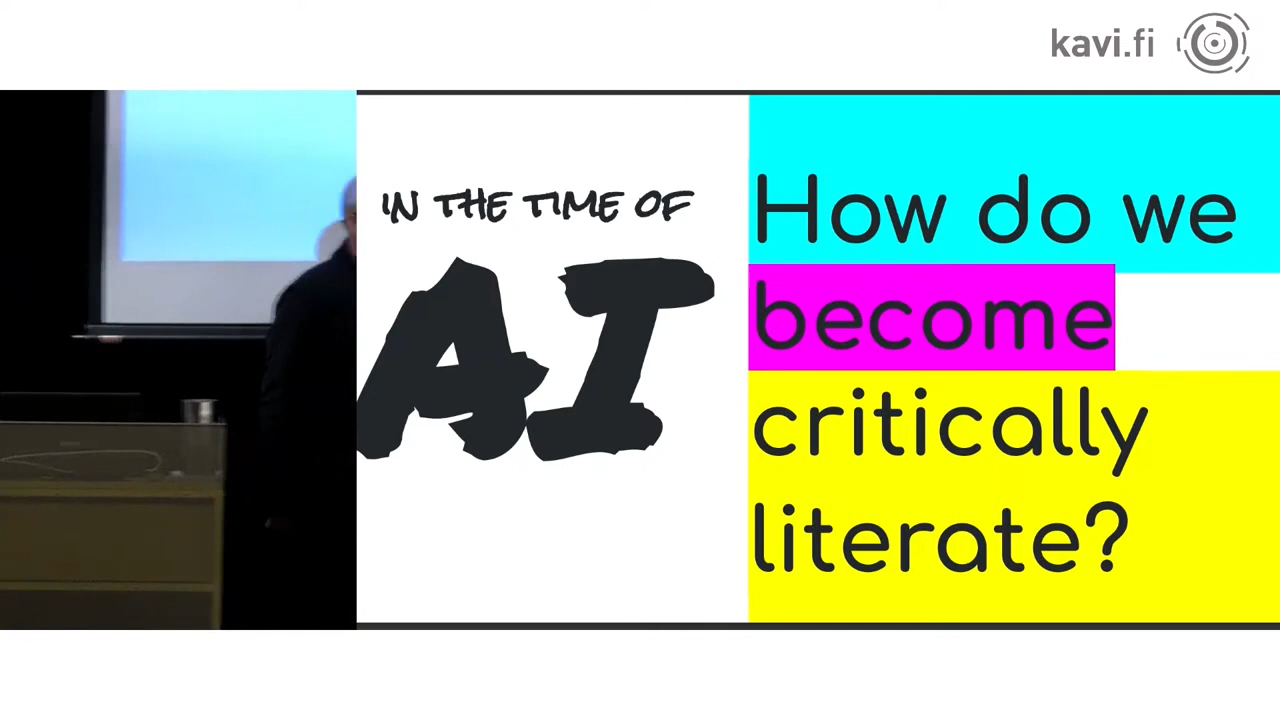 kavi.fi
IN THE TIME OF
AI
How do we
become
critically
literate?